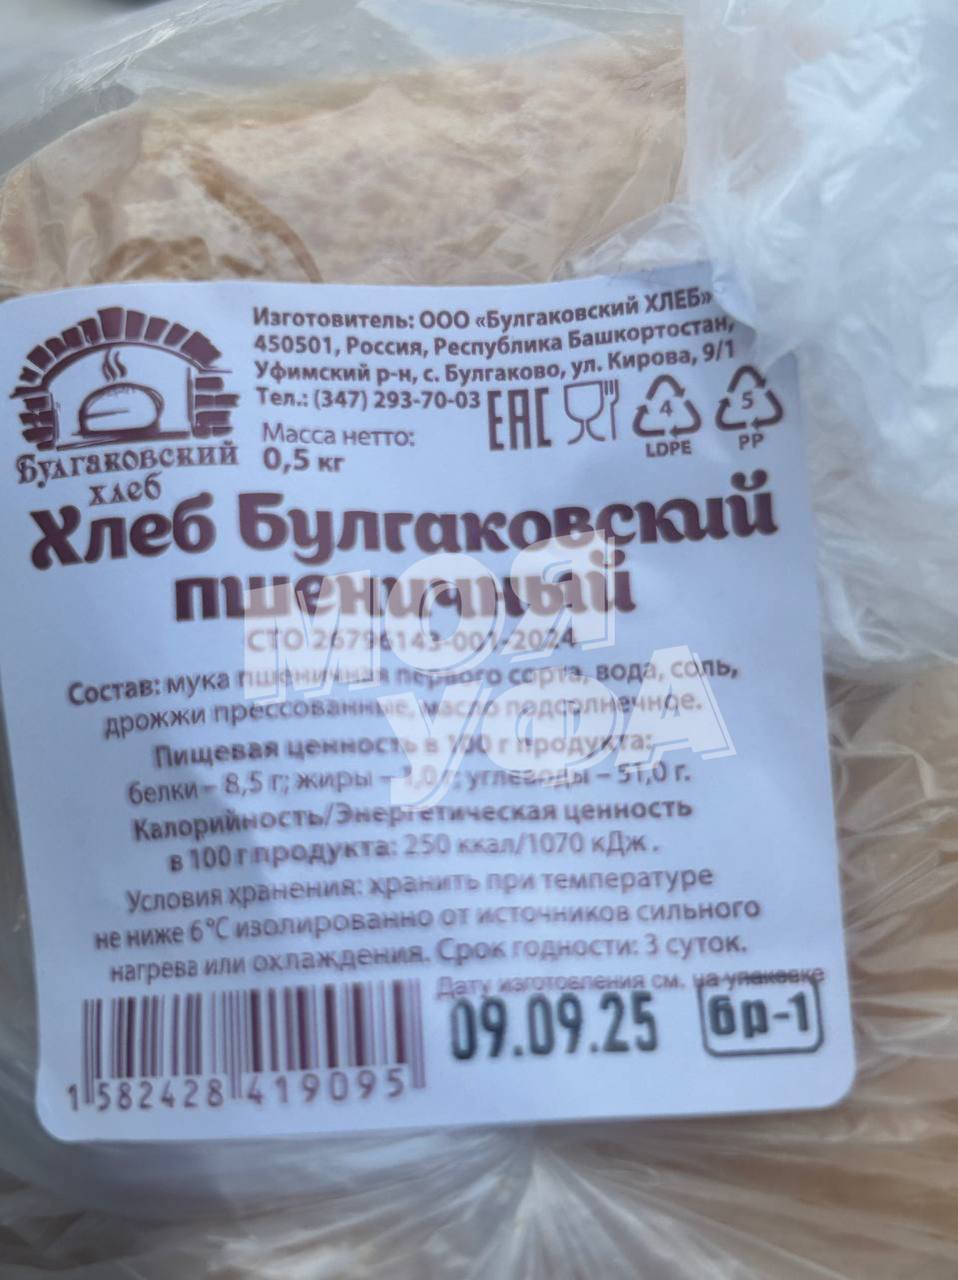 Изготовитель: ООО «Булгаковский ХЛЕБ»
450501, Россия, Республика Башкортостан,
Уфимский р-н, с. Булгаково, ул. Кирова, 9/1
Тел.: (347) 293-70-03
EAC
4
LDPE
5
PP
Масса нетто:
0,5 кг
Булгаковский
хлеб
Хлеб Булгаковский
пшеничный
СТО 26796143-001-2024
Состав: мука пшеничная первого сорта, вода, соль,
дрожжи прессованные, масло подсолнечное.
Пищевая ценность в 100 г продукта:
белки – 8,5 г; жиры – 1,0 г; углеводы – 51,0 г.
Калорийность/Энергетическая ценность
в 100 г продукта: 250 ккал/1070 кДж.
Условия хранения: хранить при температуре
не ниже 6°С изолированно от источников сильного
нагрева или охлаждения. Срок годности: 3 суток.
Дату изготовления см. на упаковке
09.09.25
бр-1
1 582428 419095
МОЯ
УФА